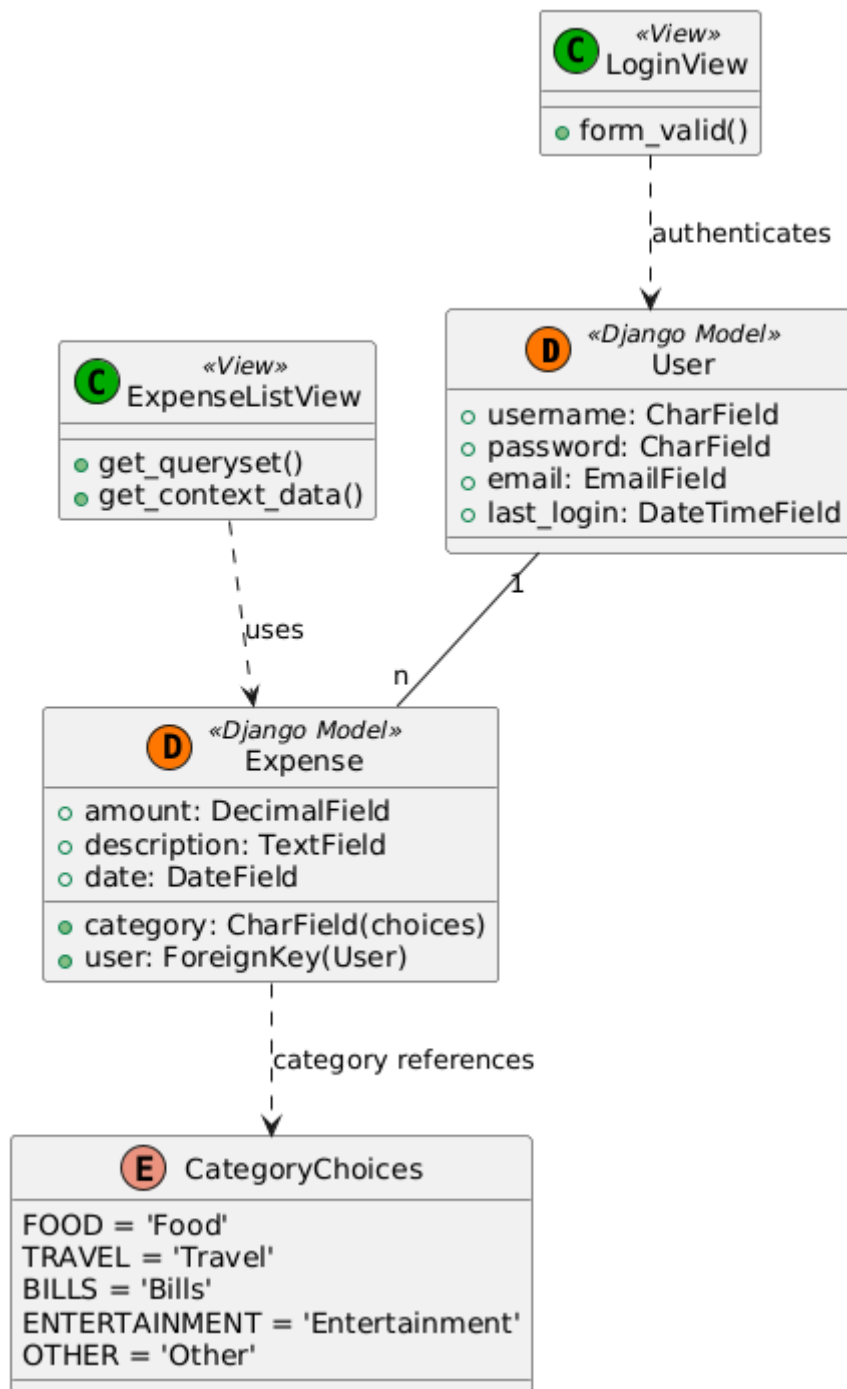 C
«View»
LoginView
form_valid()
authenticates
D
«Django Model»
User
username: CharField
password: CharField
email: EmailField
last_login: DateTimeField
C
«View»
ExpenseListView
get_queryset()
get_context_data()
uses
1
n
D
«Django Model»
Expense
amount: DecimalField
description: TextField
date: DateField
category: CharField(choices)
user: ForeignKey(User)
category references
E
CategoryChoices
FOOD = 'Food'
TRAVEL = 'Travel'
BILLS = 'Bills'
ENTERTAINMENT = 'Entertainment'
OTHER = 'Other'